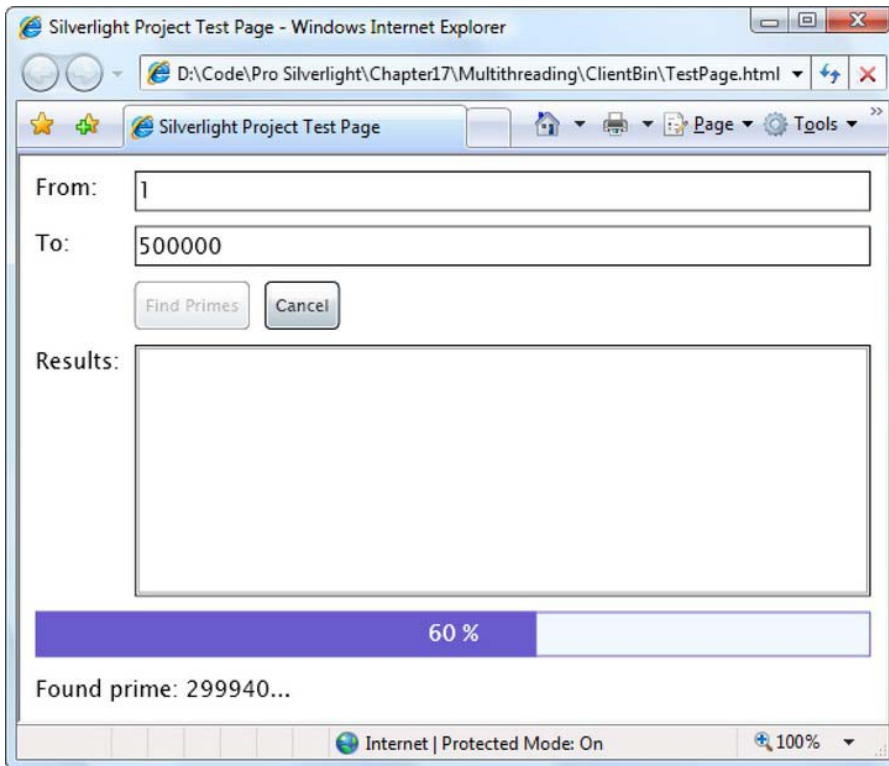 Silverlight Project Test Page - Windows Internet Explorer
D:\Code\Pro Silverlight\Chapter17\Multithreading\ClientBin\TestPage.html
Silverlight Project Test Page
Page
Tools
»
From:
1
To:
500000
Find Primes
Cancel
Results:
60 %
Found prime: 299940...
Internet | Protected Mode: On
100%